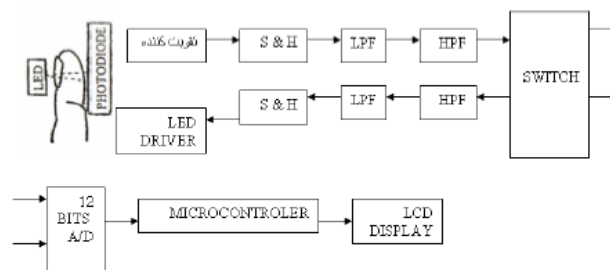 LED
PHOTODIODE
تقویت کننده
S & H
LPF
HPF
SWITCH
S & H
LPF
HPF
LED
DRIVER
12
BITS
A/D
MICROCONTROLER
LCD
DISPLAY